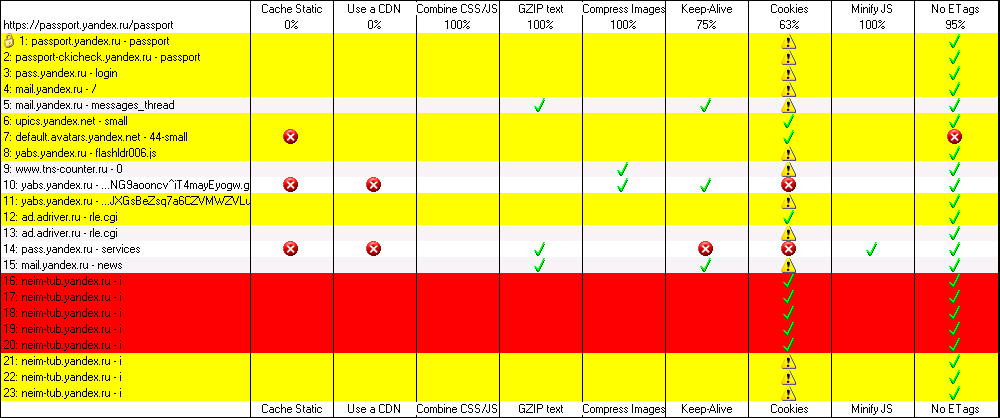 Cache Static Use a CDN Combine CSS/JS GZIP text Compress Images Keep-Alive Cookies Minify JS No ETags
https://passport.yandex.ru/passport 0% 0% 100% 100% 100% 75% 63% 100% 95%
1: passport.yandex.ru - passport
2: passport-ckicheck.yandex.ru - passport
3: pass.yandex.ru - login
4: mail.yandex.ru - /
5: mail.yandex.ru - messages_thread
6: upics.yandex.net - small
7: default.avatars.yandex.net - 44-small
8: yabs.yandex.ru - flashldr006.js
9: www.tns-counter.ru - 0
10: yabs.yandex.ru - ...NG9aooncv^iT4mayEyogw.g
11: yabs.yandex.ru - ...JXGsBeZsq7a6CZVMWZVLu
12: ad.adriver.ru - rle.cgi
13: ad.adriver.ru - rle.cgi
14: pass.yandex.ru - services
15: mail.yandex.ru - news
16: neim-tub.yandex.ru - i
17: neim-tub.yandex.ru - i
18: neim-tub.yandex.ru - i
19: neim-tub.yandex.ru - i
20: neim-tub.yandex.ru - i
21: neim-tub.yandex.ru - i
22: neim-tub.yandex.ru - i
23: neim-tub.yandex.ru - i
Cache Static Use a CDN Combine CSS/JS GZIP text Compress Images Keep-Alive Cookies Minify JS No ETags